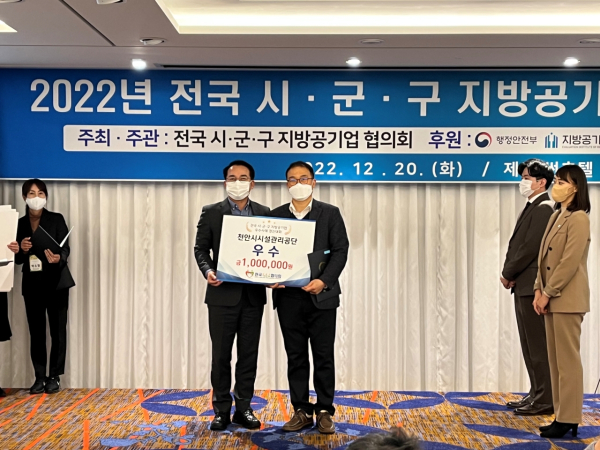 2022년 전국 시·군·구 지방공기
주최·주관 : 전국 시·군·구 지방공기업 협의회 후원 : 행정안전부 지방공기
2022. 12. 20. (화) / 제
천안시시설관리공단
우수
금1,000,000원